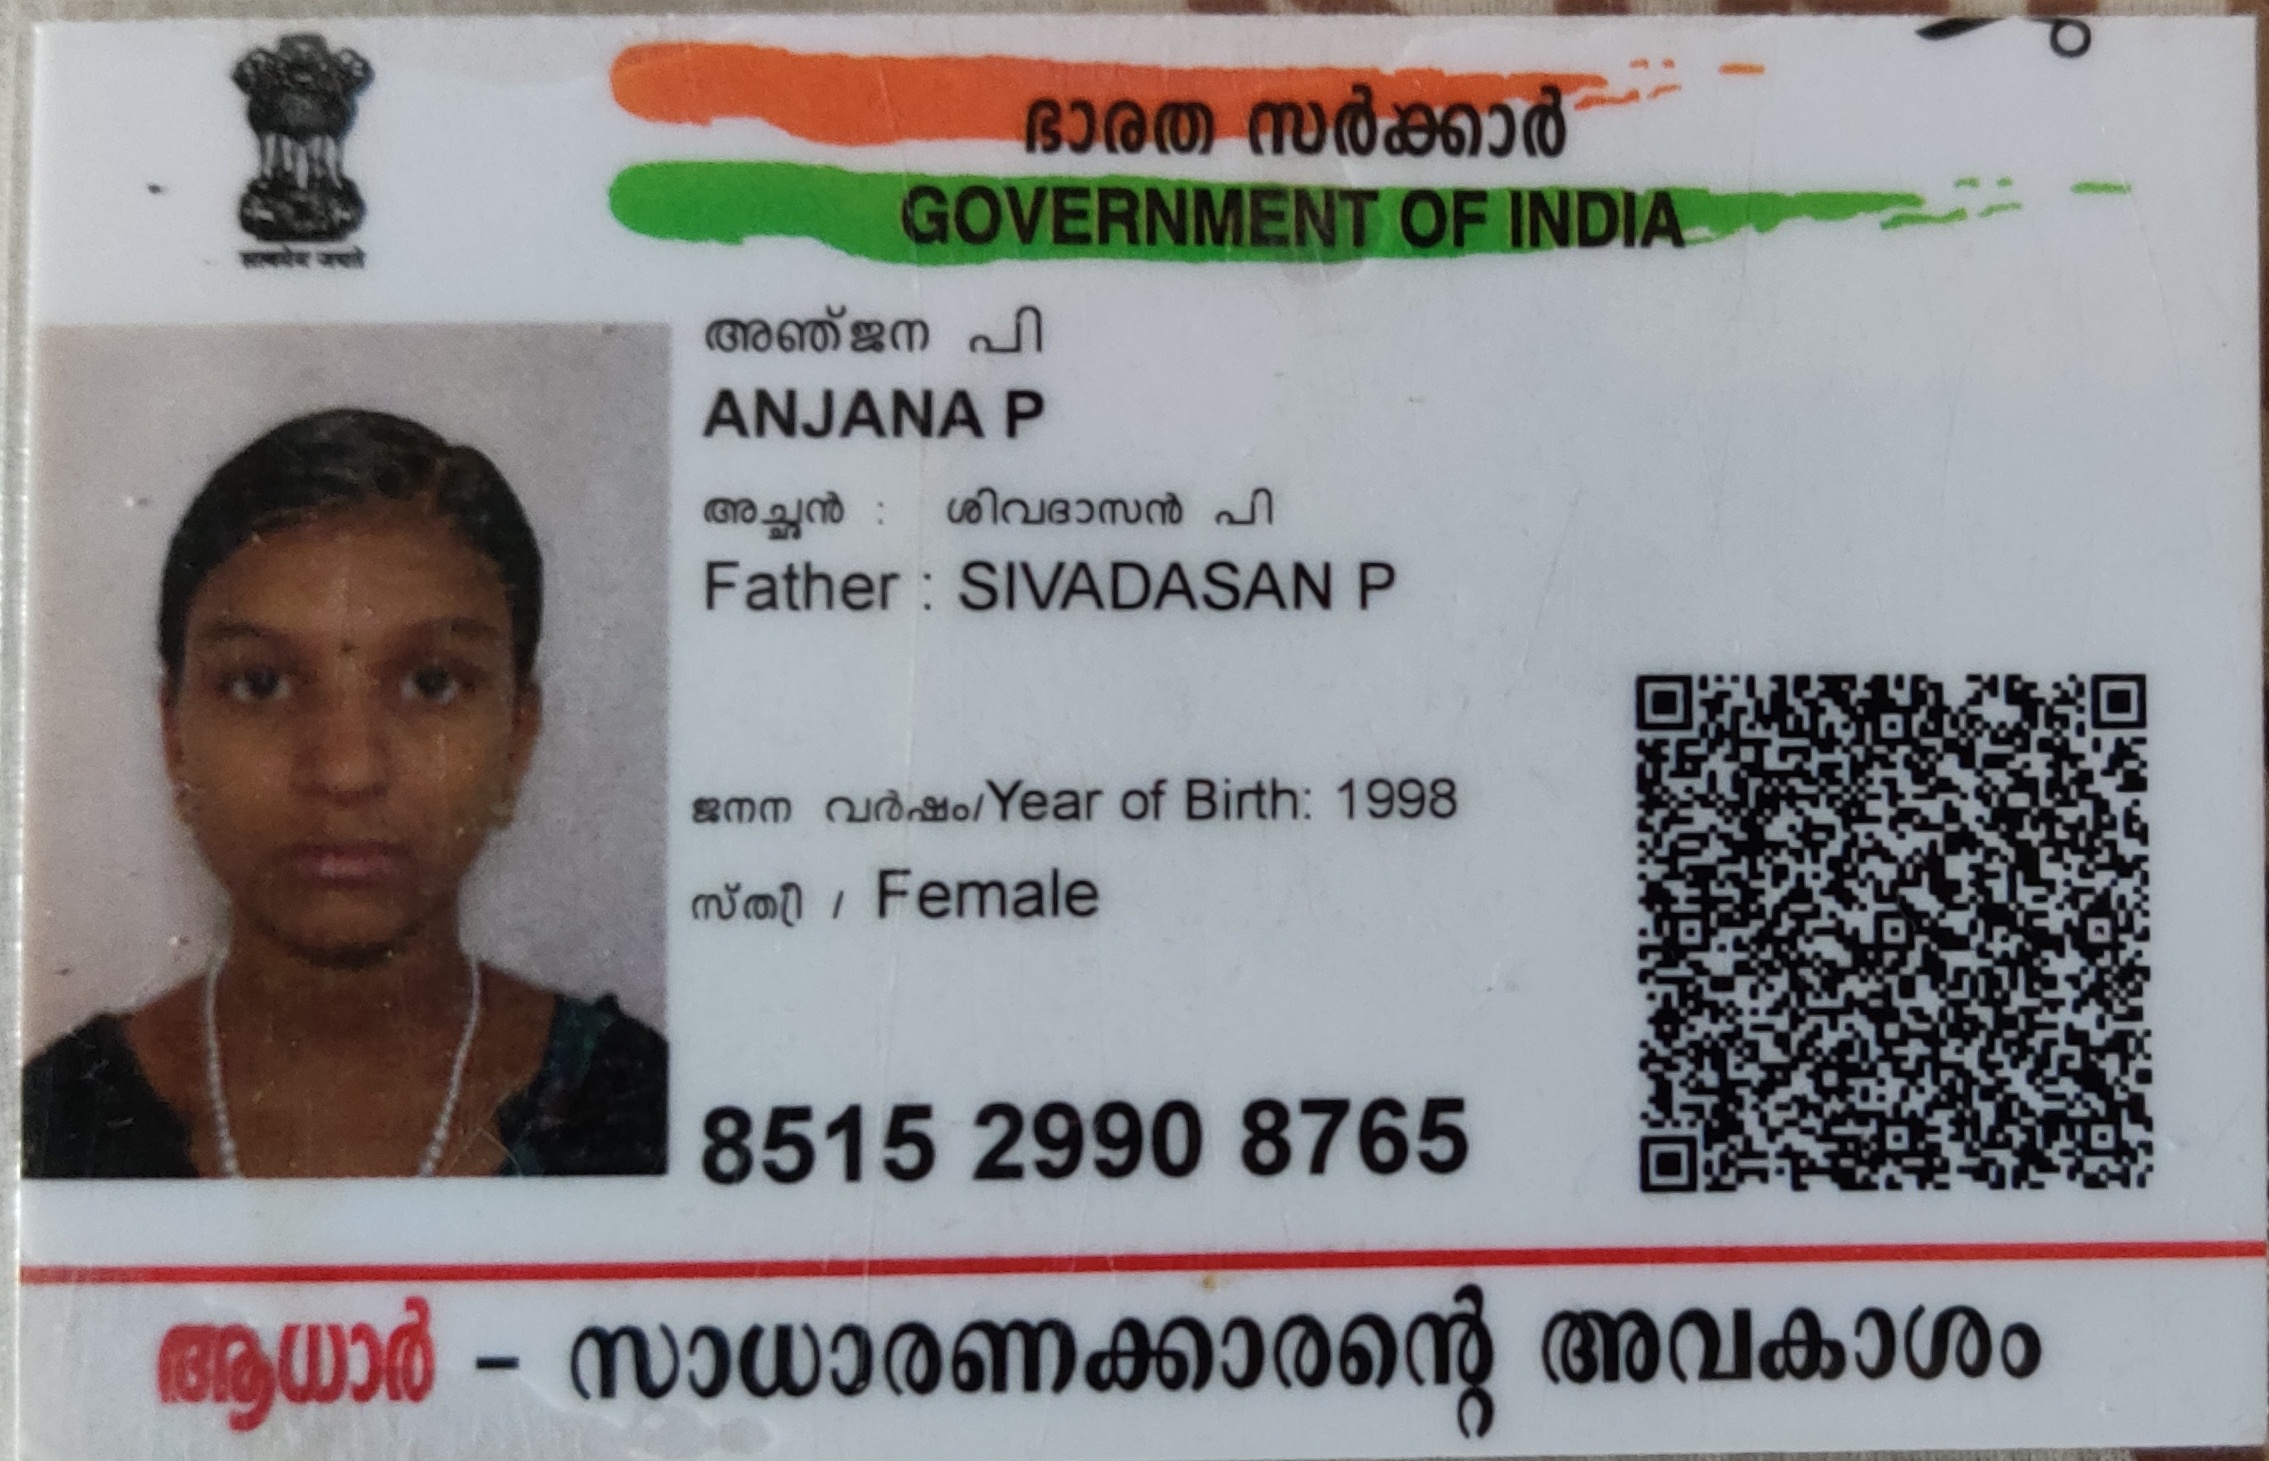 ഭാരത സർക്കാർ
GOVERNMENT OF INDIA
सत्यमेव जयते
അഞ്ജന പി
ANJANA P
അച്ഛൻ : ശിവദാസൻ പി
Father : SIVADASAN P
ജനന വർഷം/Year of Birth: 1998
സ്ത്രീ / Female
8515 2990 8765
ആധാർ – സാധാരണക്കാരന്റെ അവകാശം